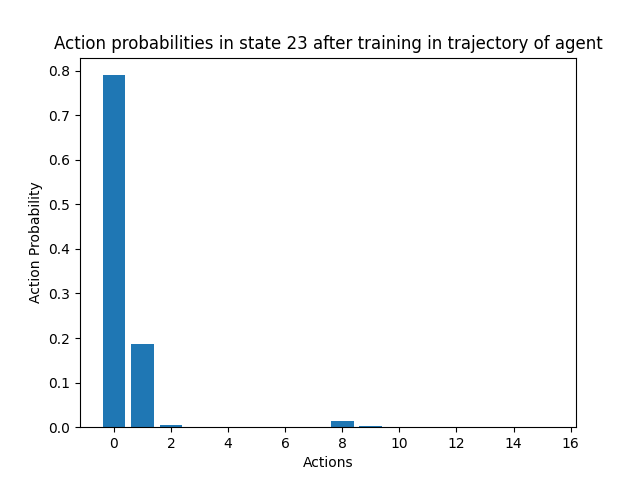 Action probabilities in state 23 after training in trajectory of agent
0.8
0.7
0.6
0.5
0.4
0.3
0.2
0.1
0.0
Action Probability
0 2 4 6 8 10 12 14 16
Actions